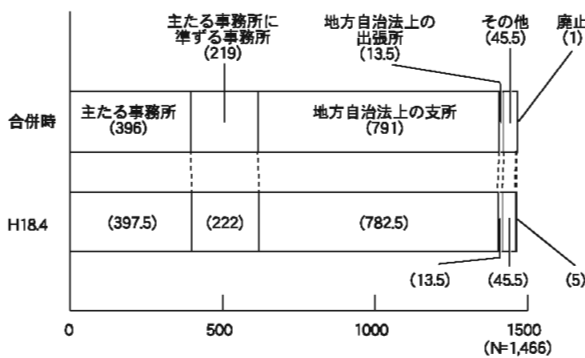 主たる事務所に
準ずる事務所
(219)
地方自治法上の
出張所
(13.5)
その他
(45.5)
廃止
(1)
合併時
主たる事務所
(396)
地方自治法上の支所
(791)
H18.4
(397.5)
(222)
(782.5)
(13.5)
(45.5)
(5)
0
500
1000
1500
(N=1,466)